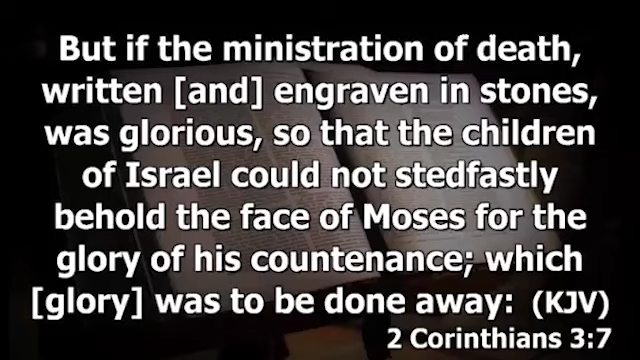 But if the ministration of death,
written [and] engraven in stones,
was glorious, so that the children
of Israel could not stedfastly
behold the face of Moses for the
glory of his countenance; which
[glory] was to be done away: (KJV)
2 Corinthians 3:7